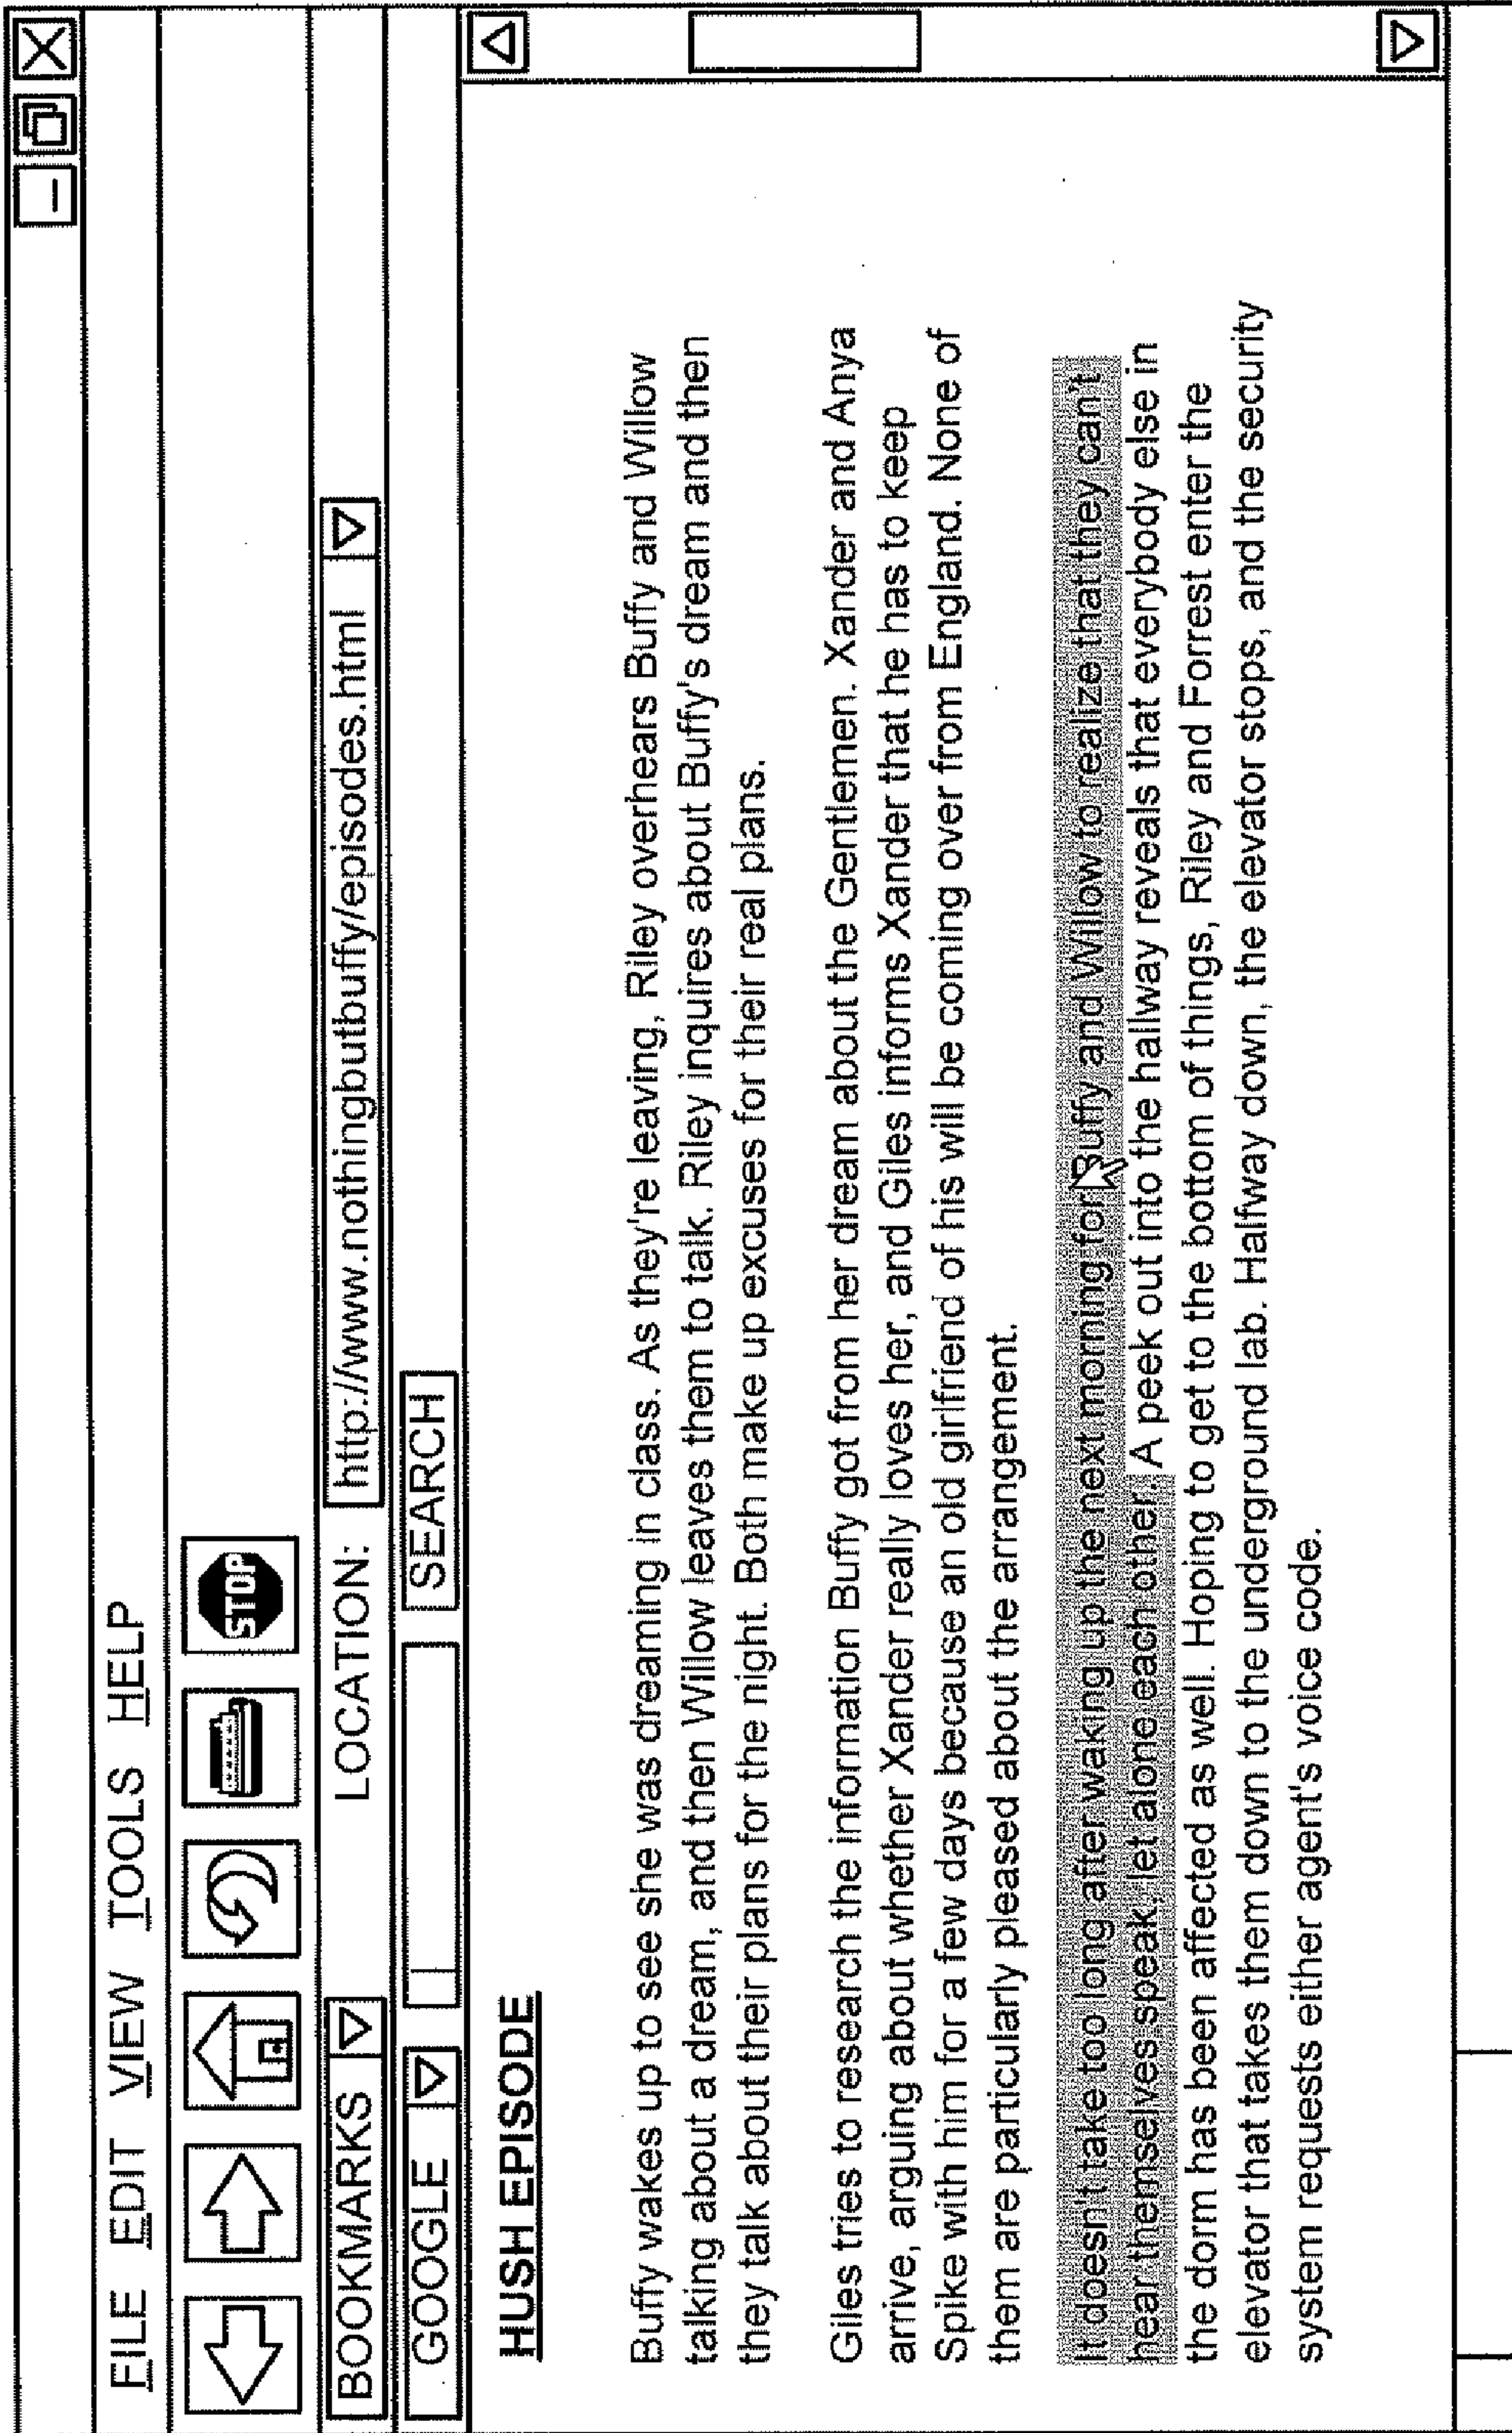 FILE EDIT VIEW TOOLS HELP
STOP
BOOKMARKS LOCATION: http://www.nothingbutbuffy/episodes.html
GOOGLE SEARCH
HUSH EPISODE
Buffy wakes up to see she was dreaming in class. As they're leaving, Riley overhears Buffy and Willow
talking about a dream, and then Willow leaves them to talk. Riley inquires about Buffy's dream and then
they talk about their plans for the night. Both make up excuses for their real plans.
Giles tries to research the information Buffy got from her dream about the Gentlemen. Xander and Anya
arrive, arguing about whether Xander really loves her, and Giles informs Xander that he has to keep
Spike with him for a few days because an old girlfriend of his will be coming over from England. None of
them are particularly pleased about the arrangement.
It doesn't take too long after waking up the next morning for Buffy and Willow to realize that they can't
hear themselves speak, let alone each other. A peek out into the hallway reveals that everybody else in
the dorm has been affected as well. Hoping to get to the bottom of things, Riley and Forrest enter the
elevator that takes them down to the underground lab. Halfway down, the elevator stops, and the security
system requests either agent's voice code.